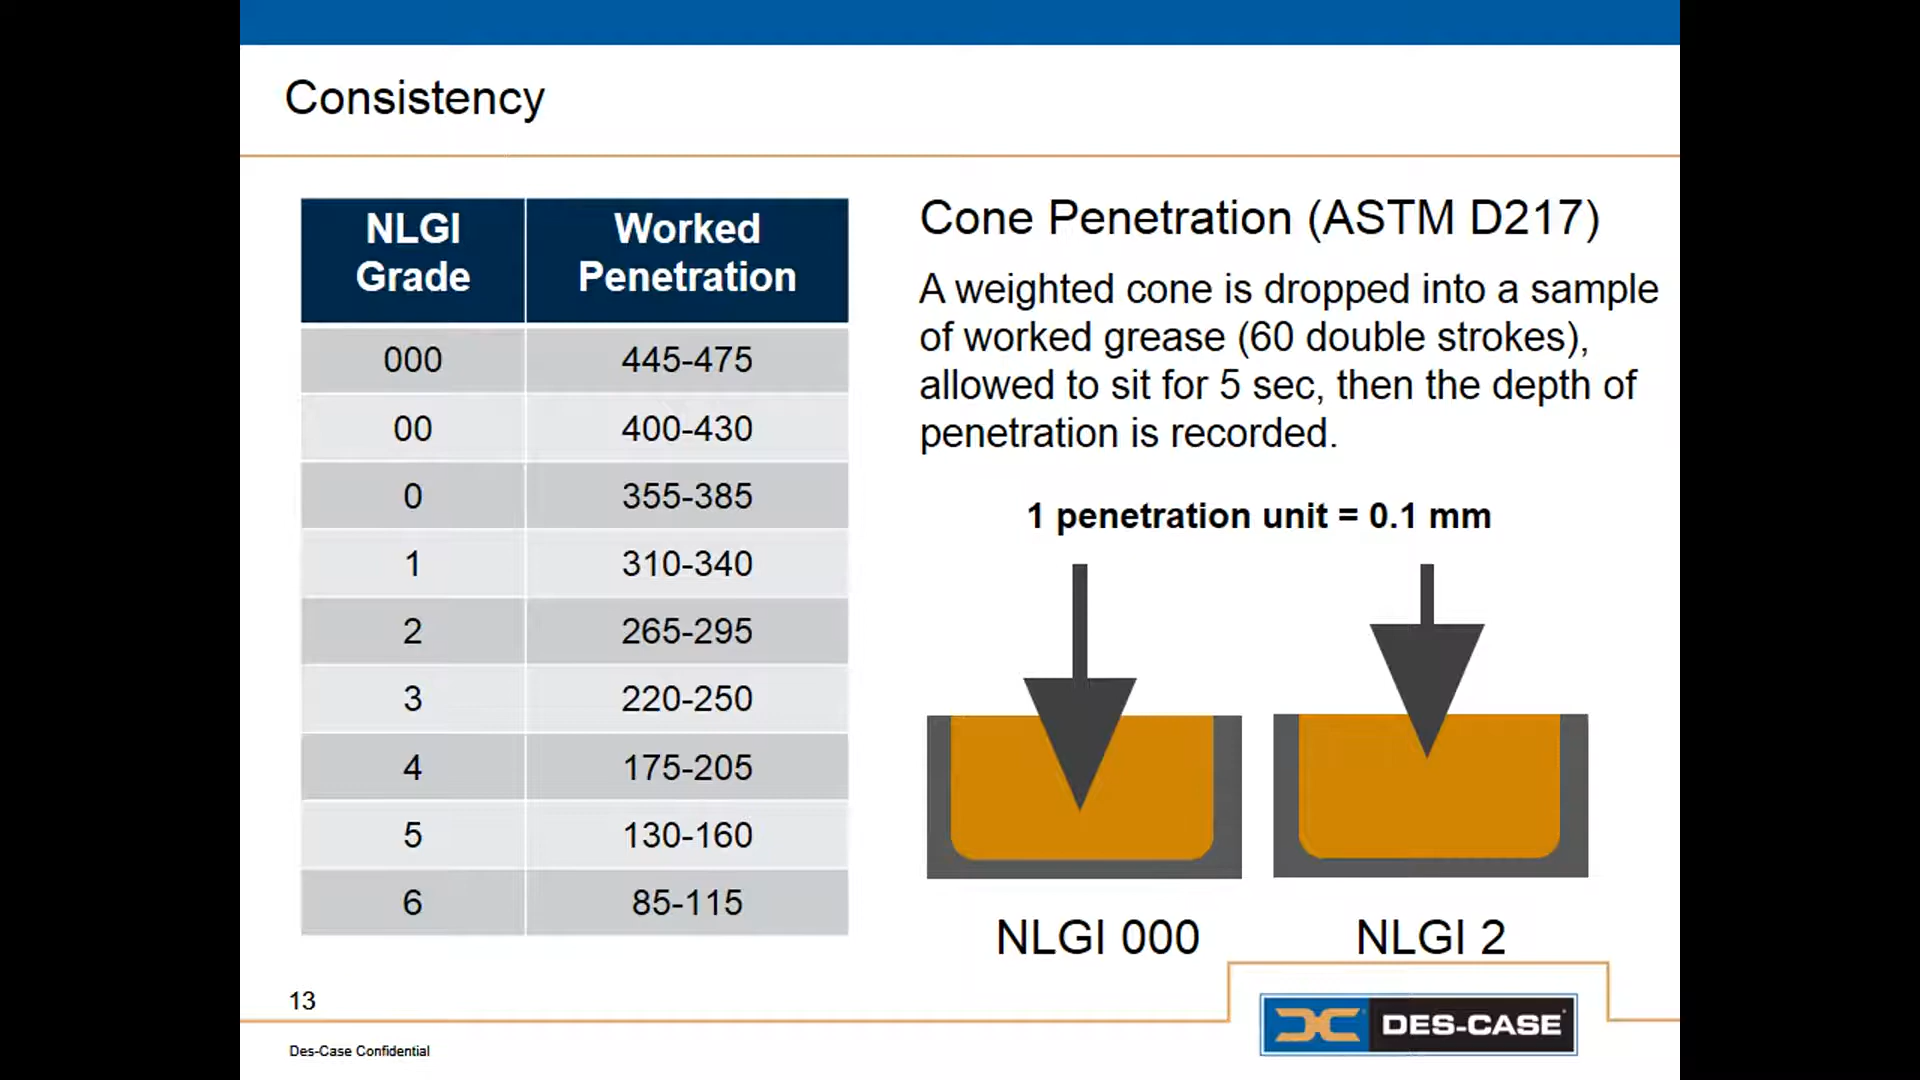 Consistency
NLGI Grade Worked Penetration
000 445-475
00 400-430
0 355-385
1 310-340
2 265-295
3 220-250
4 175-205
5 130-160
6 85-115
Cone Penetration (ASTM D217)
A weighted cone is dropped into a sample
of worked grease (60 double strokes),
allowed to sit for 5 sec, then the depth of
penetration is recorded.
1 penetration unit = 0.1 mm
NLGI 000
NLGI 2
13
Des-Case Confidential
DES-CASE